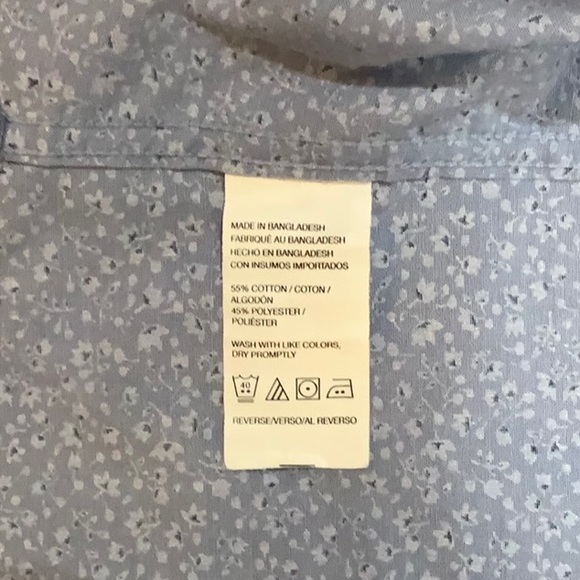 MADE IN BANGLADESH
FABRIQUÉ AU BANGLADESH
HECHO EN BANGLADESH
CON INSUMOS IMPORTADOS
55% COTTON / COTON /
ALGODÓN
45% POLYESTER /
POLIÉSTER
WASH WITH LIKE COLORS,
DRY PROMPTLY
40
REVERSE/VERSO/AL REVERSO